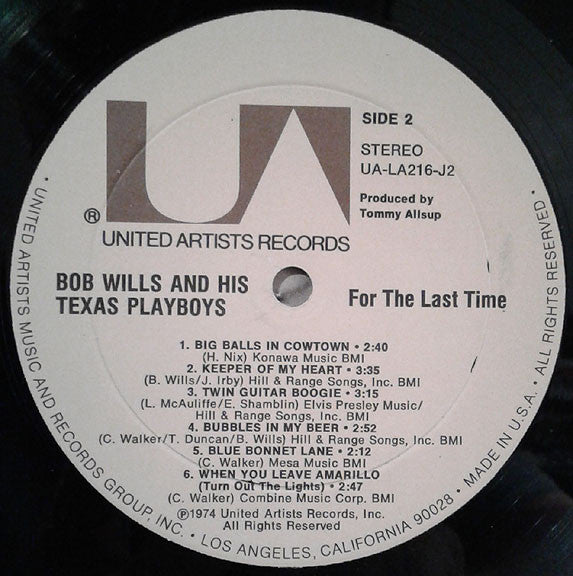 UA
®
UNITED ARTISTS RECORDS
SIDE 2
STEREO
UA-LA216-J2
Produced by
Tommy Allsup
BOB WILLS AND HIS
TEXAS PLAYBOYS
For The Last Time
1. BIG BALLS IN COWTOWN • 2:40
(H. Nix) Konawa Music BMI
2. KEEPER OF MY HEART • 3:35
(B. Wills/J. Irby) Hill & Range Songs, Inc. BMI
3. TWIN GUITAR BOOGIE • 3:15
(L. McAuliffe/E. Shamblin) Elvis Presley Music/
Hill & Range Songs, Inc. BMI
4. BUBBLES IN MY BEER • 2:52
(C. Walker/T. Duncan/B. Wills) Hill & Range Songs, Inc. BMI
5. BLUE BONNET LANE • 2:12
(C. Walker) Mesa Music BMI
6. WHEN YOU LEAVE AMARILLO
(Turn Out The Lights) • 2:47
(C. Walker) Combine Music Corp. BMI
℗1974 United Artists Records, Inc.
All Rights Reserved
• UNITED ARTISTS MUSIC AND RECORDS GROUP, INC. • LOS ANGELES, CALIFORNIA 90028 • MADE IN U.S.A. • ALL RIGHTS RESERVED •